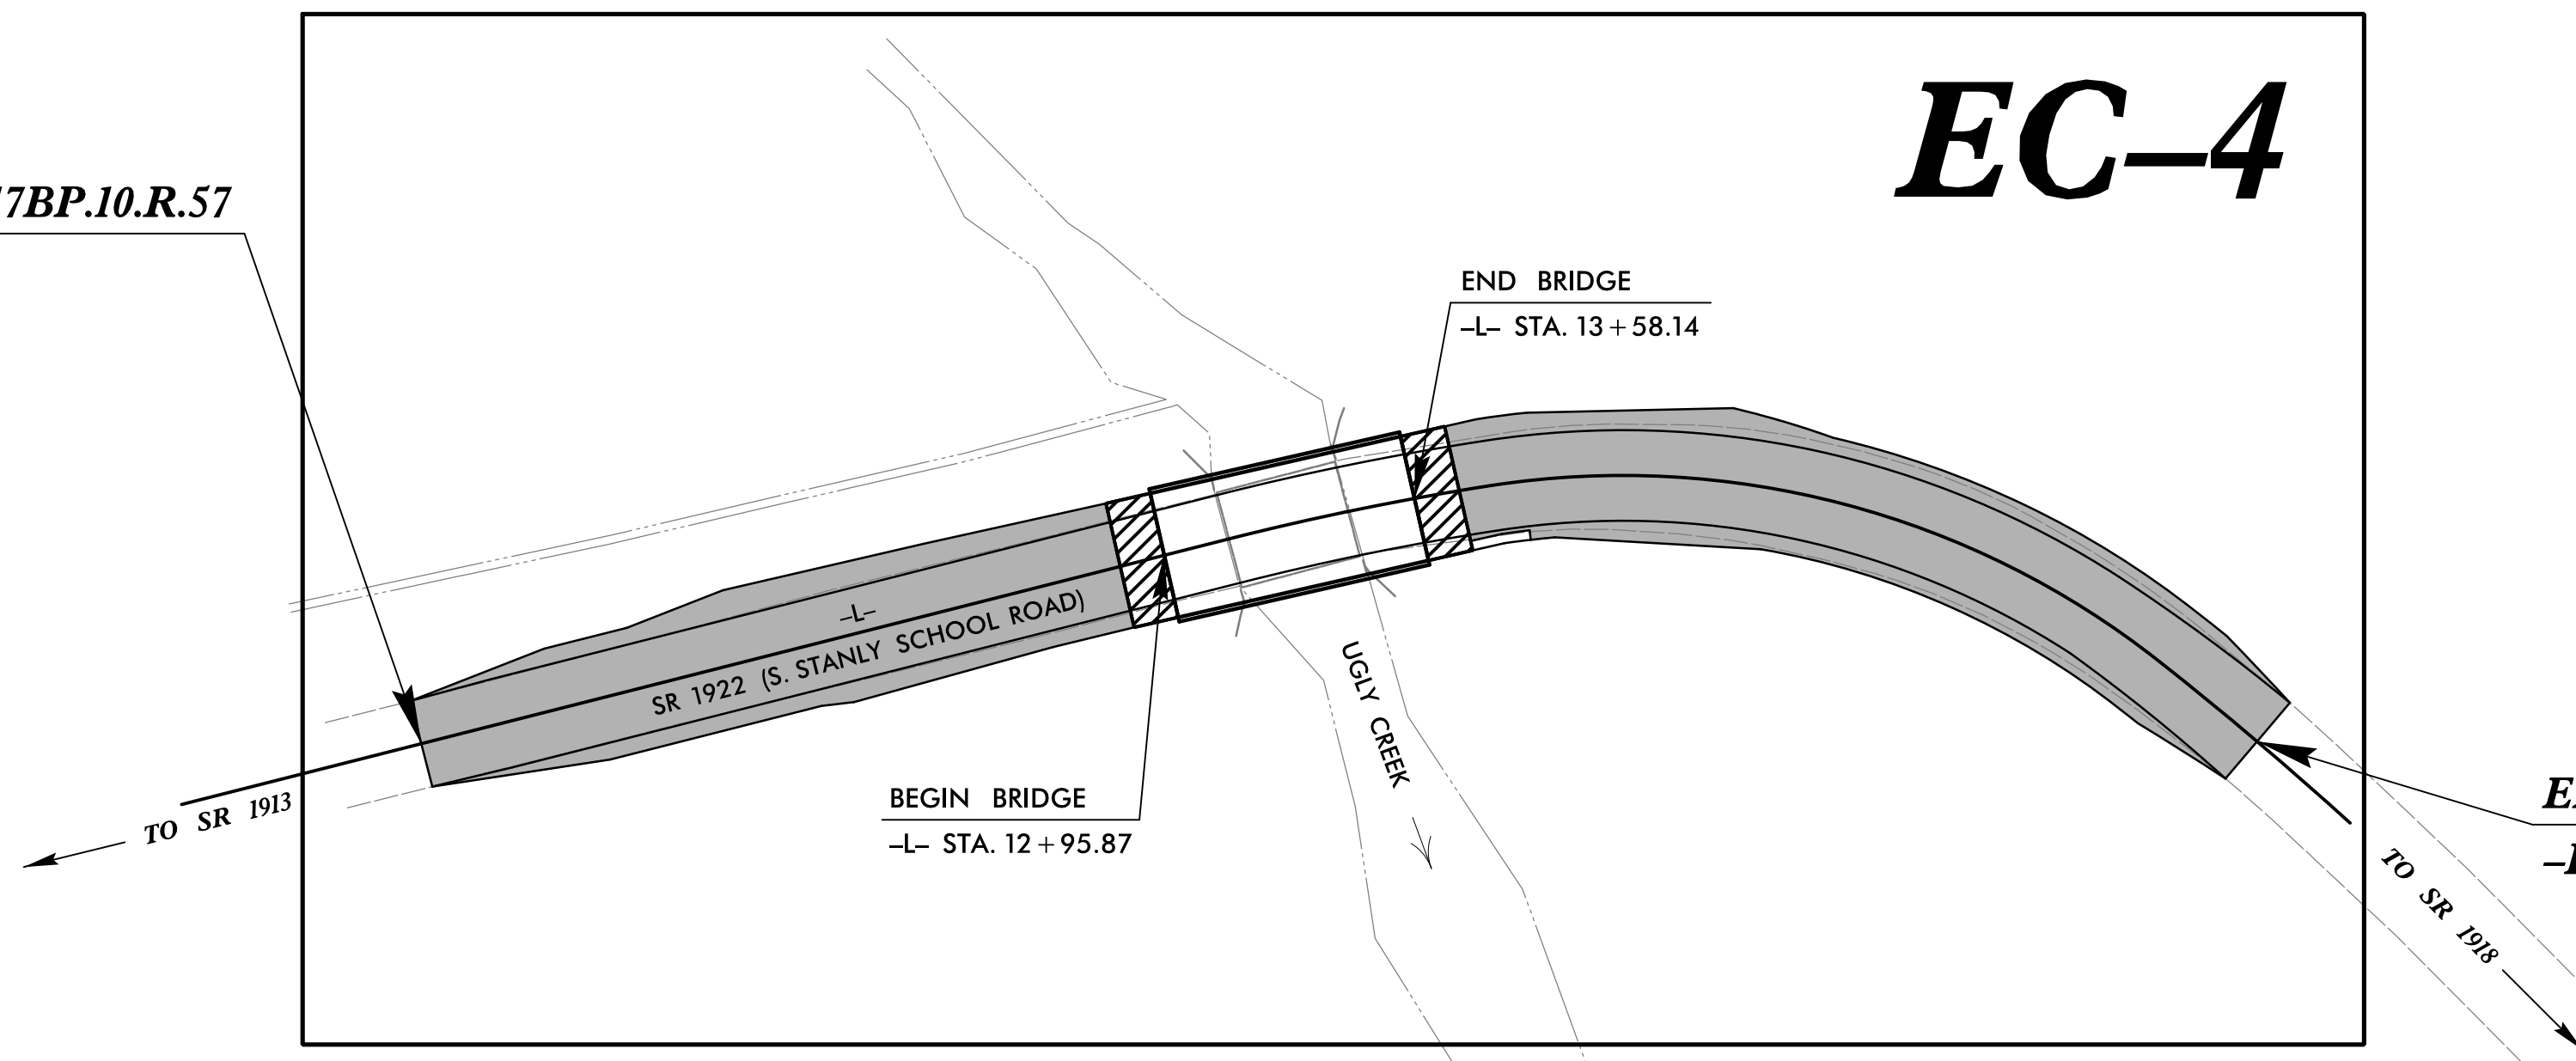 EC–4
7BP.10.R.57
END BRIDGE
–L– STA. 13+58.14
–L–
SR 1922 (S. STANLY SCHOOL ROAD)
UGLY CREEK
BEGIN BRIDGE
–L– STA. 12+95.87
TO SR 1913
TO SR 1918